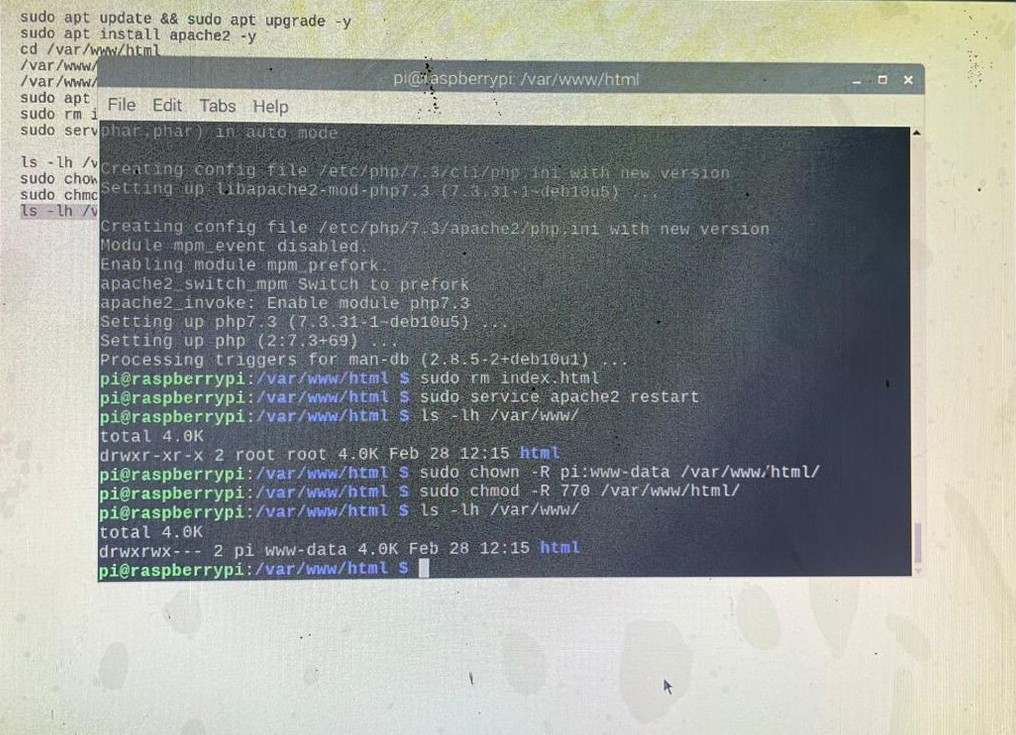 sudo apt update && sudo apt upgrade -y
sudo apt install apache2 -y
cd /var/www/html
/var/www/
/var/www/
sudo apt
sudo rm i
sudo serv
ls -lh /v
sudo chow
sudo chmo
ls -lh /v
pi@raspberrypi: /var/www/html
File Edit Tabs Help
phar.phar) in auto mode
Creating config file /etc/php/7.3/cli/php.ini with new version
Setting up libapache2-mod-php7.3 (7.3.31-1~deb10u5) ...
Creating config file /etc/php/7.3/apache2/php.ini with new version
Module mpm_event disabled.
Enabling module mpm_prefork.
apache2_switch_mpm Switch to prefork
apache2_invoke: Enable module php7.3
Setting up php7.3 (7.3.31-1~deb10u5) ...
Setting up php (2:7.3+69) ...
Processing triggers for man-db (2.8.5-2+deb10u1) ...
pi@raspberrypi:/var/www/html $ sudo rm index.html
pi@raspberrypi:/var/www/html $ sudo service apache2 restart
pi@raspberrypi:/var/www/html $ ls -lh /var/www/
total 4.0K
drwxr-xr-x 2 root root 4.0K Feb 28 12:15 html
pi@raspberrypi:/var/www/html $ sudo chown -R pi:www-data /var/www/html/
pi@raspberrypi:/var/www/html $ sudo chmod -R 770 /var/www/html/
pi@raspberrypi:/var/www/html $ ls -lh /var/www/
total 4.0K
drwxrwx--- 2 pi www-data 4.0K Feb 28 12:15 html
pi@raspberrypi:/var/www/html $